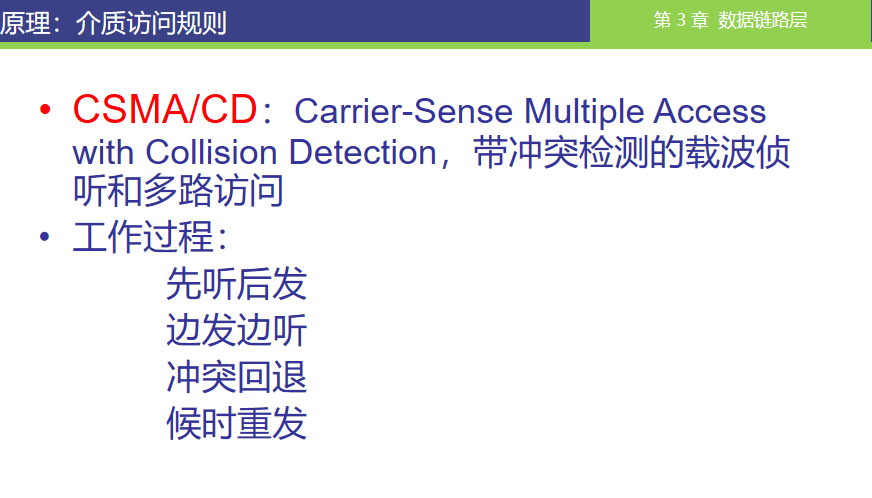 原理：介质访问规则
第 3 章 数据链路层
• CSMA/CD：Carrier-Sense Multiple Access
with Collision Detection，带冲突检测的载波侦
听和多路访问
• 工作过程：
先听后发
边发边听
冲突回退
候时重发